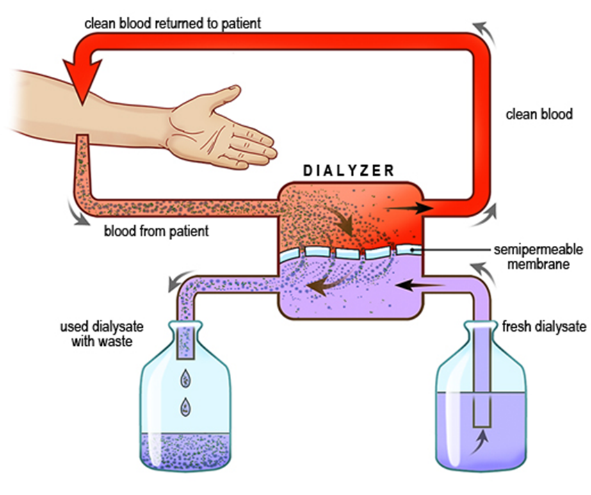 clean blood returned to patient
clean blood
DIALYZER
blood from patient
semipermeable
membrane
used dialysate
with waste
fresh dialysate